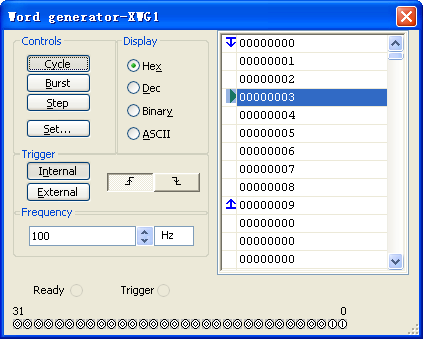 Word generator-XWG1
Controls
Cycle
Burst
Step
Set...
Display
Hex
Dec
Binary
ASCII
Trigger
Internal
External
Frequency
100 Hz
00000000
00000001
00000002
00000003
00000004
00000005
00000006
00000007
00000008
00000009
00000000
00000000
00000000
Ready Trigger
31 0
00000000000000000000000000000011